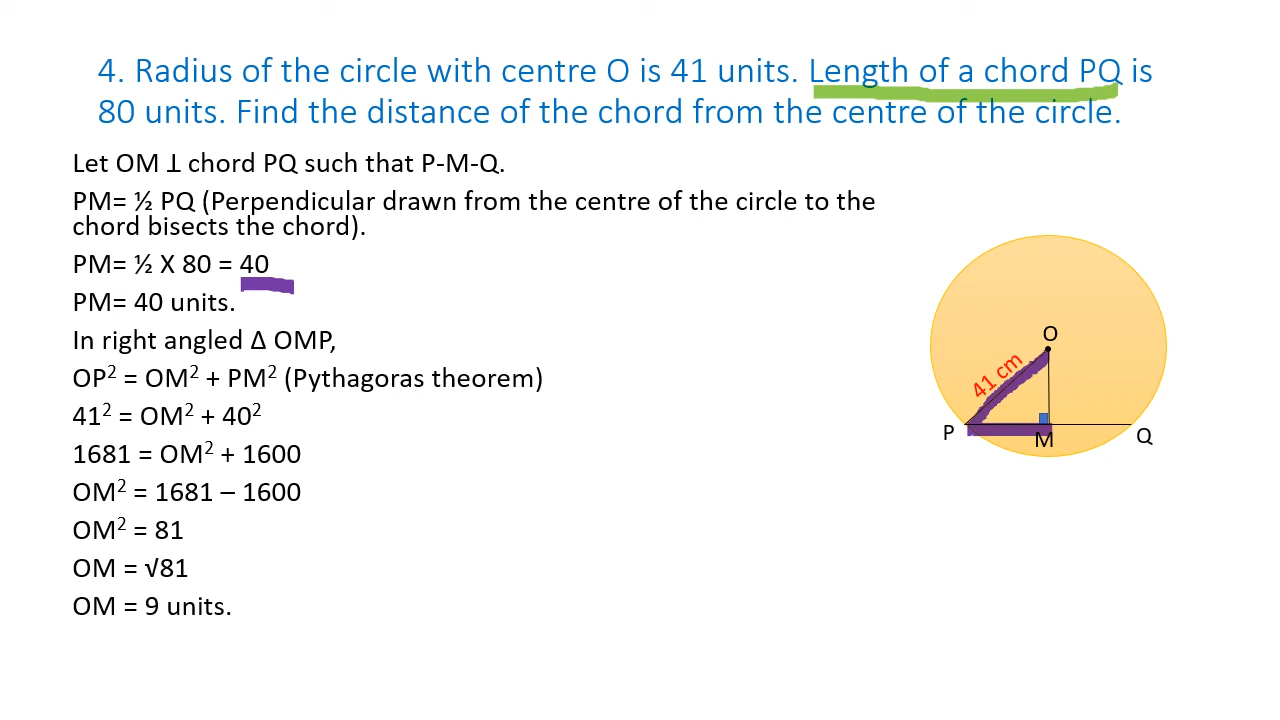 4. Radius of the circle with centre O is 41 units. Length of a chord PQ is
80 units. Find the distance of the chord from the centre of the circle.
Let OM ⊥ chord PQ such that P-M-Q.
PM= ½ PQ (Perpendicular drawn from the centre of the circle to the
chord bisects the chord).
PM= ½ X 80 = 40
PM= 40 units.
In right angled Δ OMP,
OP² = OM² + PM² (Pythagoras theorem)
41² = OM² + 40²
1681 = OM² + 1600
OM² = 1681 – 1600
OM² = 81
OM = √81
OM = 9 units.
O
41 cm
P
M
Q